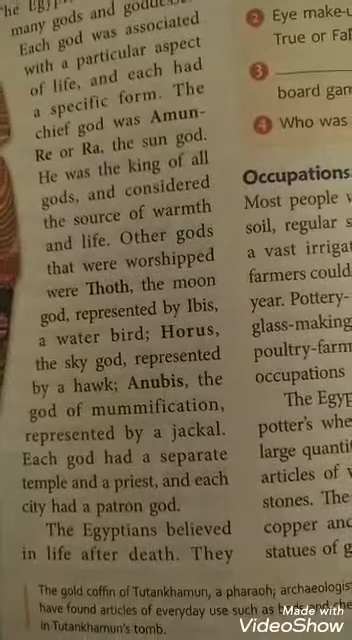 many gods and
Each god was associated
with a particular aspect
of life, and each had
a specific form. The
chief god was Amun-
Re or Ra, the sun god.
He was the king of all
gods, and considered
the source of warmth
and life. Other gods
that were worshipped
were Thoth, the moon
god, represented by Ibis,
a water bird; Horus,
the sky god, represented
by a hawk; Anubis, the
god of mummification,
represented by a jackal.
Each god had a separate
temple and a priest, and each
city had a patron god.
The Egyptians believed
in life after death. They
The gold coffin of Tutankhamun, a pharaoh; archaeologis
have found articles of everyday use such as
in Tutankhamun's tomb.
2 Eye make-u
True or Fal
3
board gam
4 Who was
Occupations
Most people w
soil, regular s
a vast irrigat
farmers could
year. Pottery-
glass-making
poultry-farm
occupations
The Egyp
potter's whe
large quantit
articles of
stones. The
copper and
statues of g
Made with
VideoShow